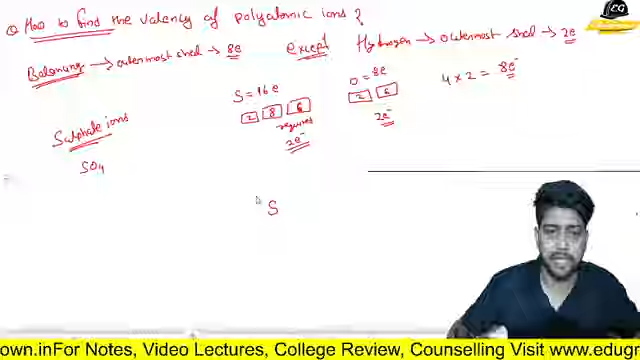 Q How to find the valency of polyatomic ions ?
Balancing → outermost shell → 8e
Except
Hydrogen → outermost shell → 2e
S = 16e
2 8 6
requires
2e⁻
O = 8e
2 6
2e⁻
4 × 2 = 8e⁻
Sulphate ions
SO4
S
own.inFor Notes, Video Lectures, College Review, Counselling Visit www.edugr